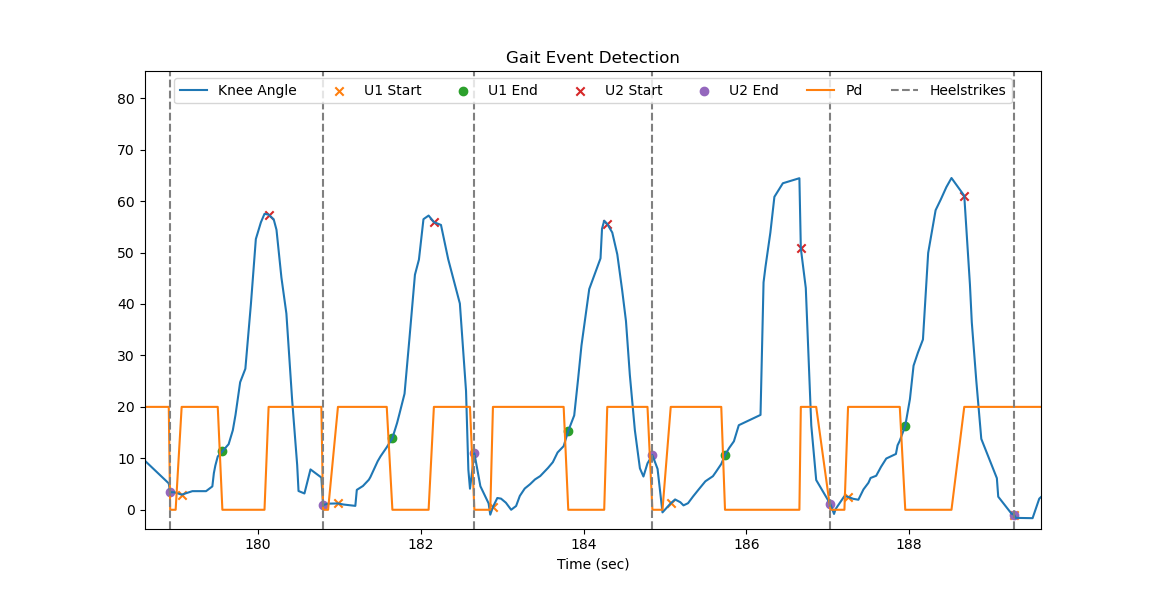 Gait Event Detection
Knee Angle U1 Start U1 End U2 Start U2 End Pd Heelstrikes
80
70
60
50
40
30
20
10
0
180 182 184 186 188
Time (sec)